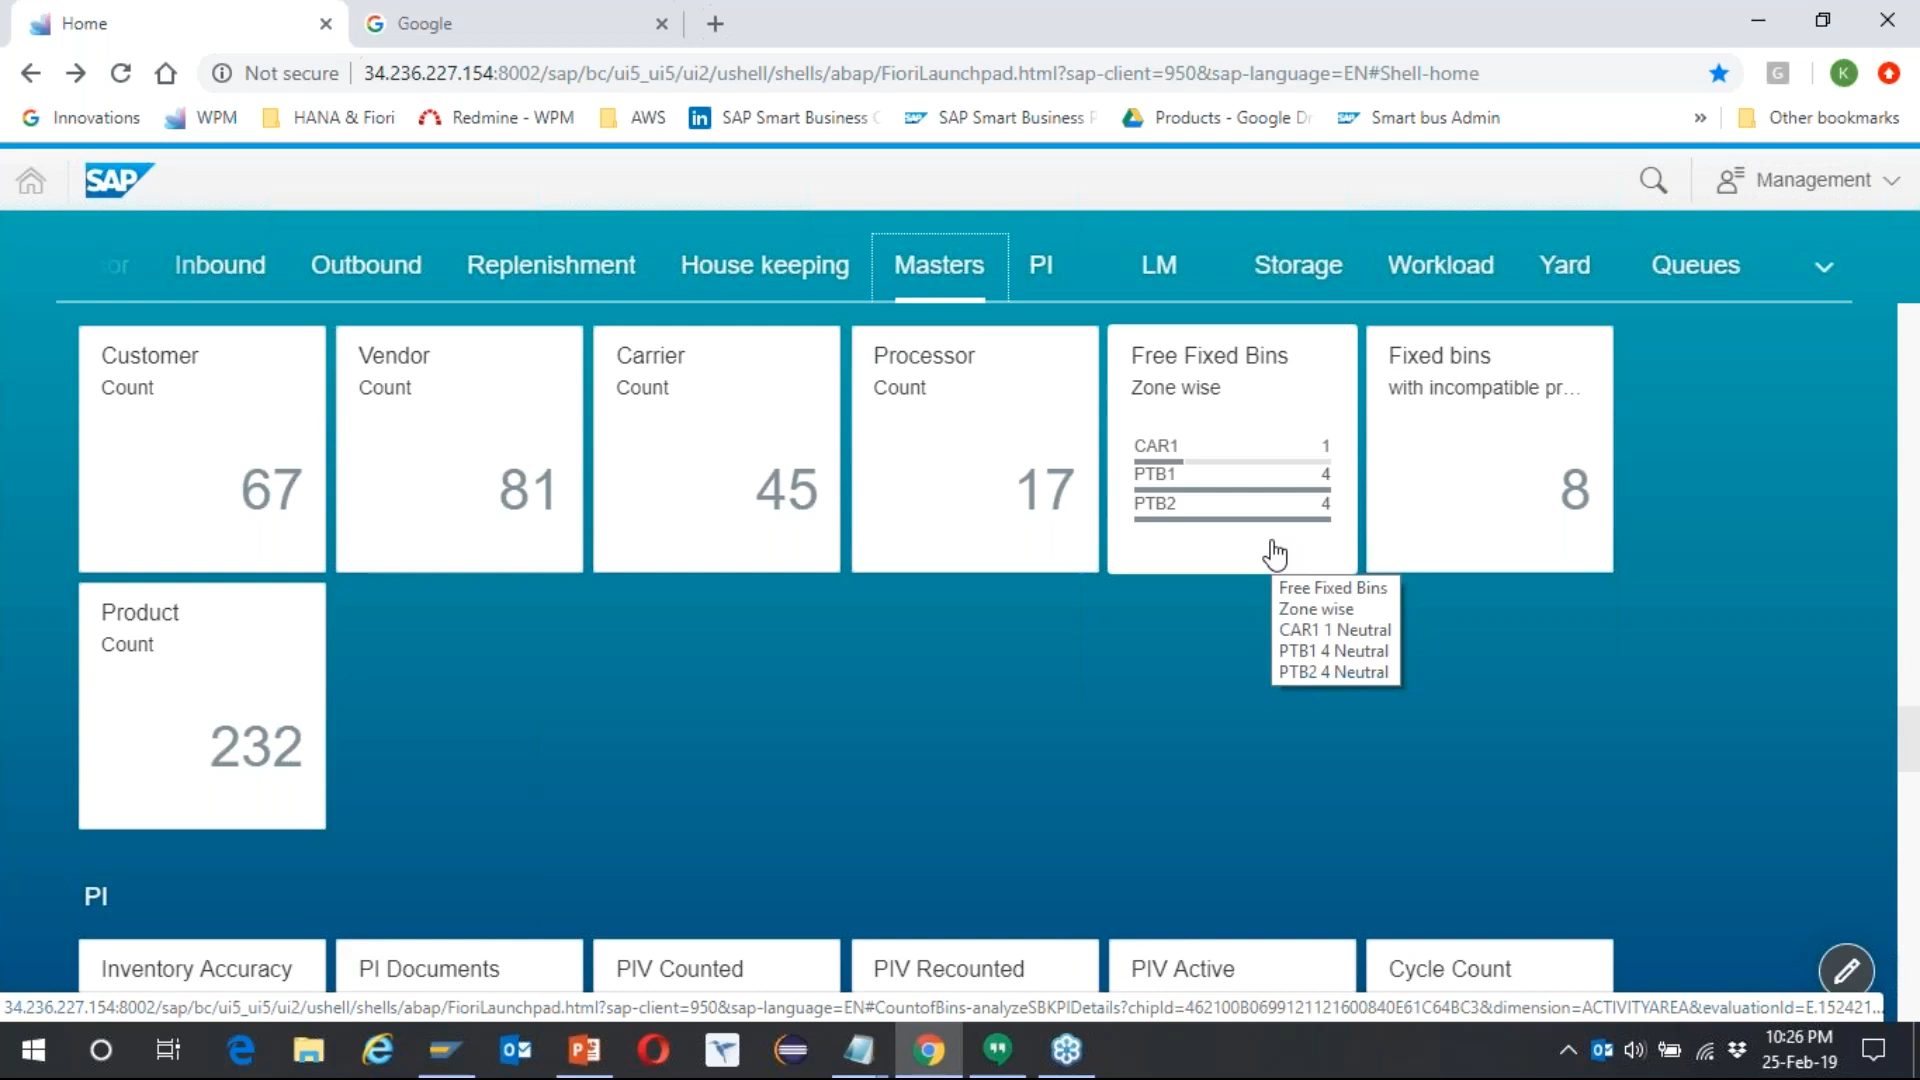 Home
Google
Not secure
34.236.227.154:8002/sap/bc/ui5_ui5/ui2/ushell/shells/abap/FioriLaunchpad.html?sap-client=950&sap-language=EN#Shell-home
G
K
Innovations
WPM
HANA & Fiori
Redmine - WPM
AWS
SAP Smart Business
SAP Smart Business
Products - Google Dr
Smart bus Admin
»
Other bookmarks
SAP
Management
or
Inbound
Outbound
Replenishment
House keeping
Masters
PI
LM
Storage
Workload
Yard
Queues
Customer
Count
67
Vendor
Count
81
Carrier
Count
45
Processor
Count
17
Free Fixed Bins
Zone wise
CAR1 1
PTB1 4
PTB2 4
Fixed bins
with incompatible pr...
8
Free Fixed Bins
Zone wise
CAR1 1 Neutral
PTB1 4 Neutral
PTB2 4 Neutral
Product
Count
232
PI
Inventory Accuracy
PI Documents
PIV Counted
PIV Recounted
PIV Active
Cycle Count
34.236.227.154:8002/sap/bc/ui5_ui5/ui2/ushell/shells/abap/FioriLaunchpad.html?sap-client=950&sap-language=EN#CountofBins-analyzeSBKPIDetails?chipId=462100B0699121121600840E61C64BC3&dimension=ACTIVITYAREA&evaluationId=E.152421...
10:26 PM
25-Feb-19